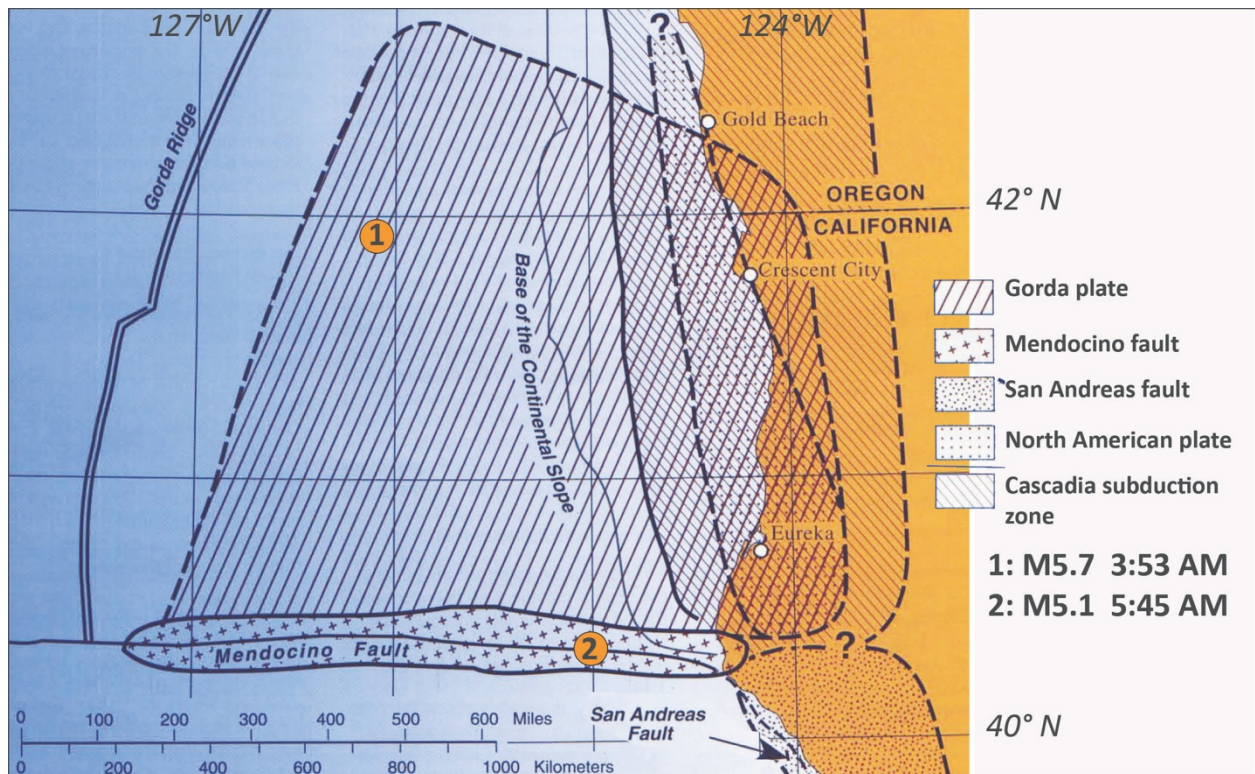 127°W
124°W
?
Gorda Ridge
Gold Beach
OREGON
CALIFORNIA
42° N
Crescent City
Base of the Continental Slope
Gorda plate
Mendocino fault
San Andreas fault
North American plate
Cascadia subduction
zone
1
Eureka
1: M5.7 3:53 AM
2: M5.1 5:45 AM
?
Mendocino Fault
2
0 100 200 300 400 500 600 Miles
San Andreas
Fault
40° N
0 200 400 600 800 1000 Kilometers